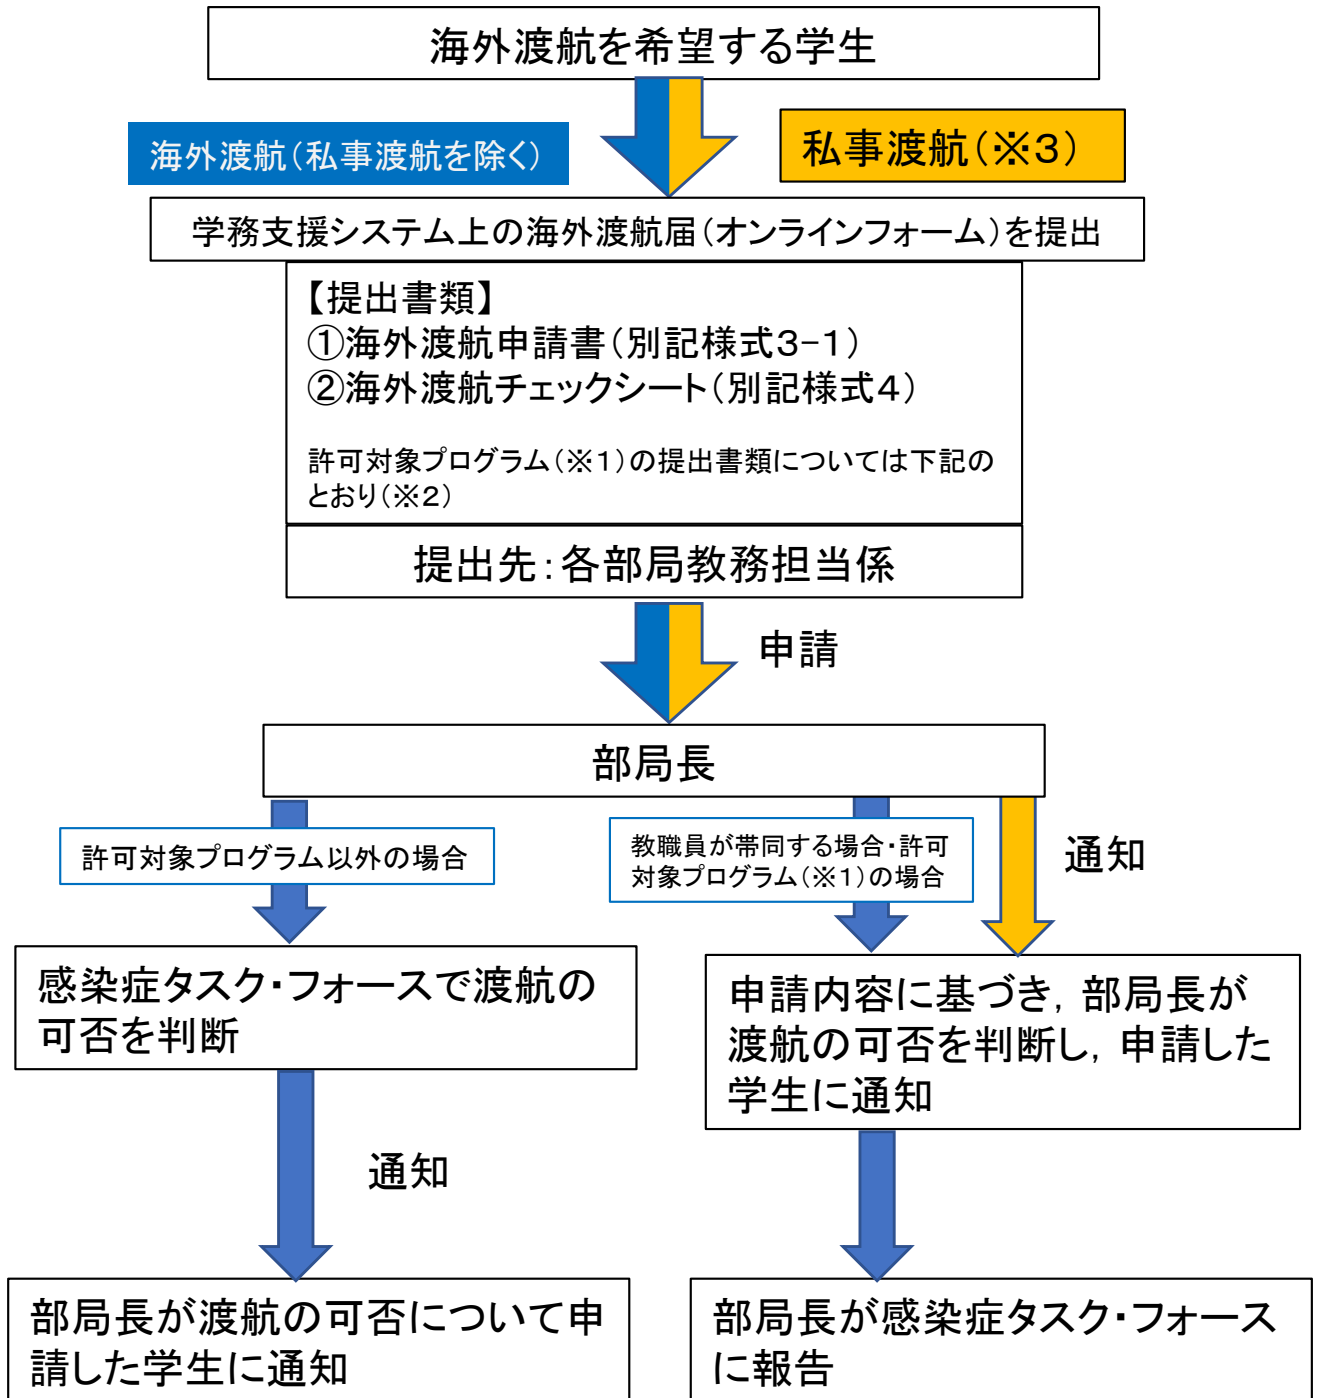 海外渡航を希望する学生
海外渡航(私事渡航を除く)
私事渡航(※3)
学務支援システム上の海外渡航届(オンラインフォーム)を提出
【提出書類】
①海外渡航申請書(別記様式3-1)
②海外渡航チェックシート(別記様式4)
許可対象プログラム(※1)の提出書類については下記の
とおり(※2)
提出先:各部局教務担当係
申請
部局長
許可対象プログラム以外の場合
教職員が帯同する場合・許可
対象プログラム(※1)の場合
通知
感染症タスク・フォースで渡航の
可否を判断
申請内容に基づき,部局長が
渡航の可否を判断し,申請した
学生に通知
通知
部局長が渡航の可否について申
請した学生に通知
部局長が感染症タスク・フォース
に報告